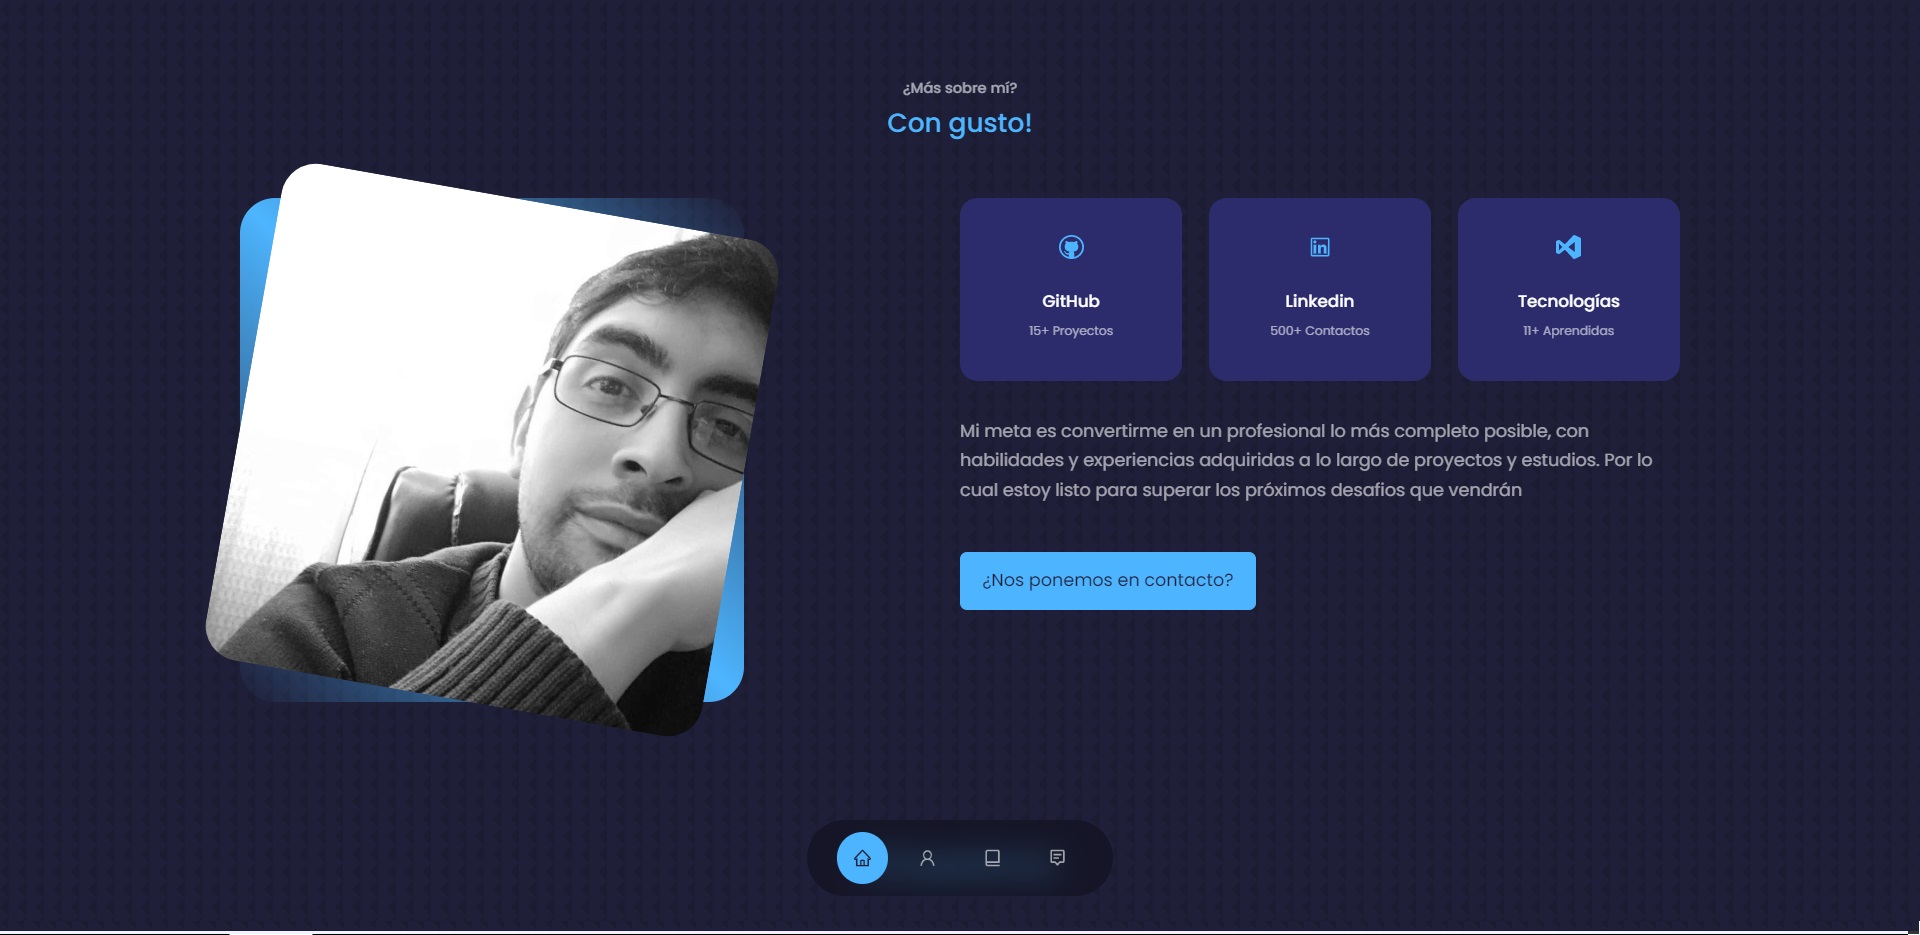 ¿Más sobre mí?
Con gusto!
GitHub
15+ Proyectos
Linkedin
500+ Contactos
Tecnologías
11+ Aprendidas
Mi meta es convertirme en un profesional lo más completo posible, con
habilidades y experiencias adquiridas a lo largo de proyectos y estudios. Por lo
cual estoy listo para superar los próximos desafios que vendrán
¿Nos ponemos en contacto?